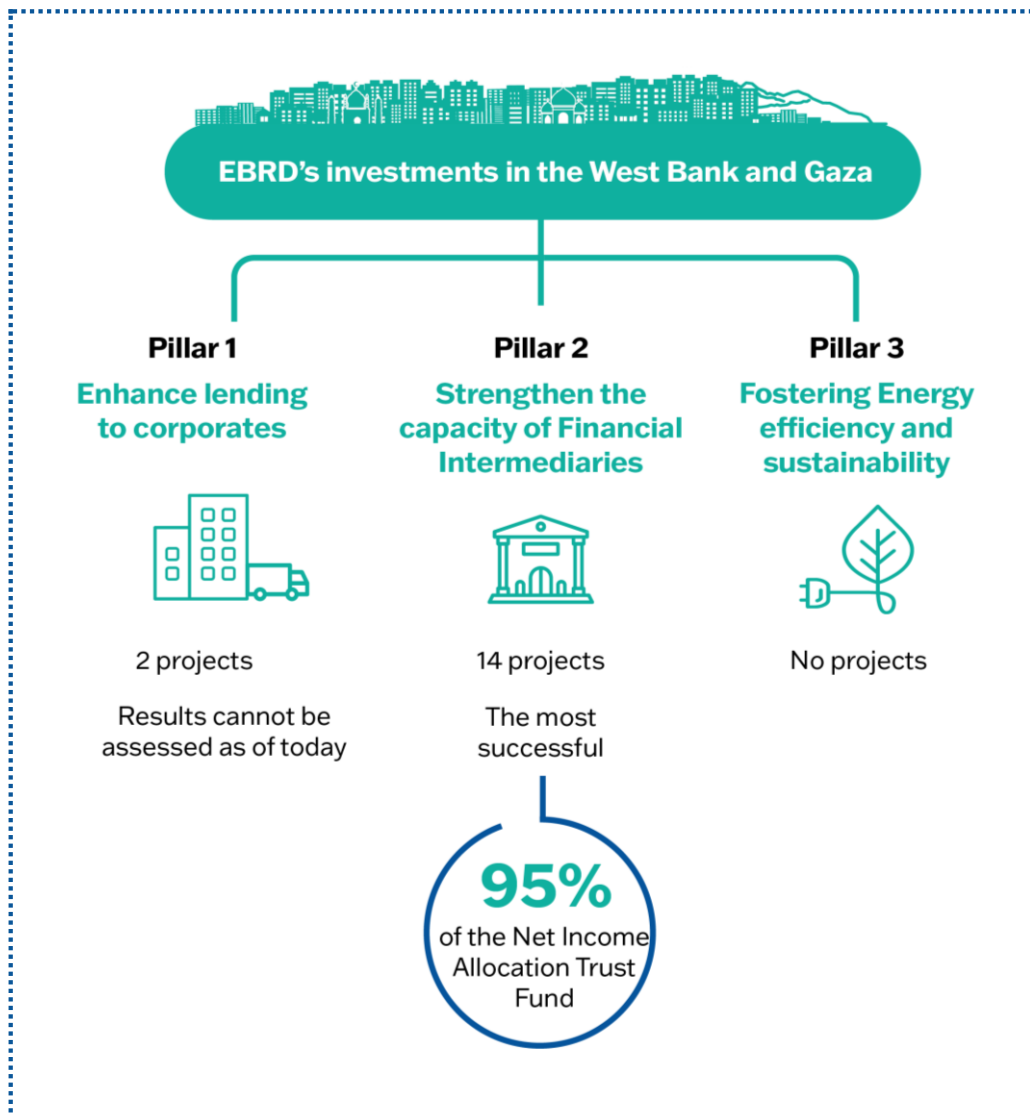 EBRD’s investments in the West Bank and Gaza
Pillar 1
Enhance lending
to corporates
2 projects
Results cannot be
assessed as of today
Pillar 2
Strengthen the
capacity of Financial
Intermediaries
14 projects
The most
successful
95%
of the Net Income
Allocation Trust
Fund
Pillar 3
Fostering Energy
efficiency and
sustainability
No projects